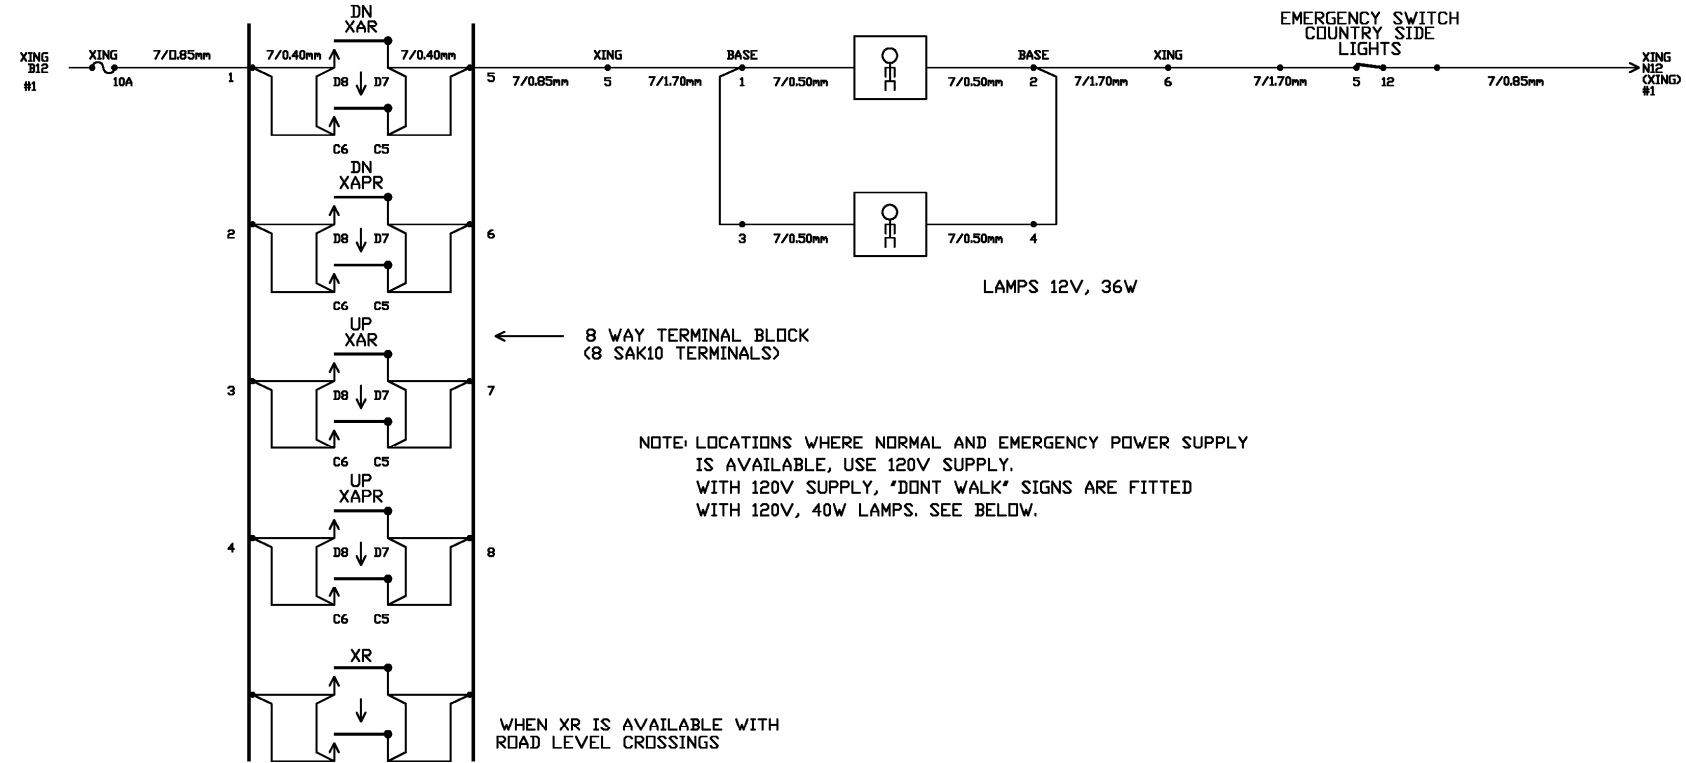 DN
XAR
EMERGENCY SWITCH
COUNTRY SIDE
LIGHTS
XING
B12
#1
XING
10A
7/0.85mm
1
7/0.40mm
7/0.40mm
D8 D7
C6 C5
5
7/0.85mm
XING
5
7/1.70mm
BASE
1
7/0.50mm
7/0.50mm
BASE
2
7/1.70mm
XING
6
7/1.70mm
5 12
7/0.85mm
XING
N12
(XING)
#1
DN
XAPR
2
D8 D7
6
C6 C5
3
7/0.50mm
7/0.50mm
4
LAMPS 12V, 36W
UP
XAR
8 WAY TERMINAL BLOCK
(8 SAK10 TERMINALS)
3
D8 D7
7
C6 C5
NOTE: LOCATIONS WHERE NORMAL AND EMERGENCY POWER SUPPLY
IS AVAILABLE, USE 120V SUPPLY.
WITH 120V SUPPLY, "DONT WALK" SIGNS ARE FITTED
WITH 120V, 40W LAMPS. SEE BELOW.
UP
XAPR
4
D8 D7
8
C6 C5
XR
WHEN XR IS AVAILABLE WITH
ROAD LEVEL CROSSINGS